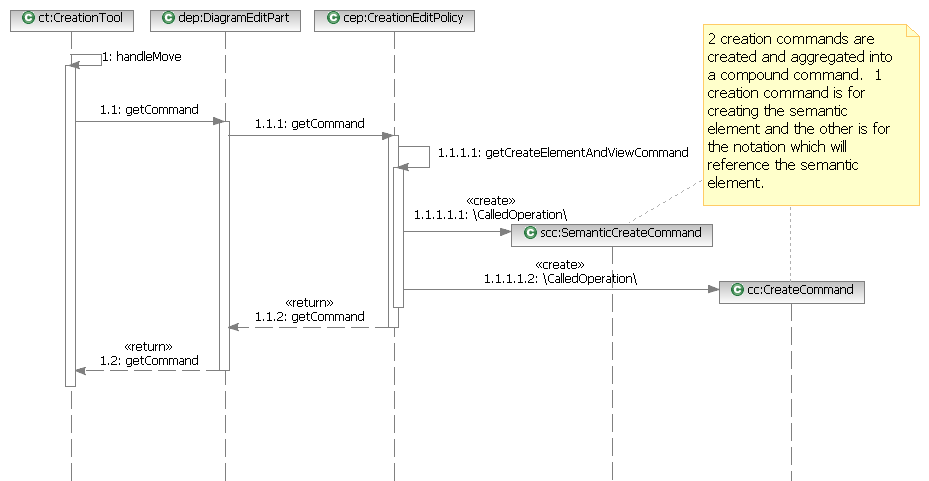 ct:CreationTool
dep:DiagramEditPart
cep:CreationEditPolicy
2 creation commands are
created and aggregated into
a compound command.  1
creation command is for
creating the semantic
element and the other is for
the notation which will
reference the semantic
element.
1: handleMove
1.1: getCommand
1.1.1: getCommand
1.1.1.1: getCreateElementAndViewCommand
«create»
1.1.1.1.1: \CalledOperation\
scc:SemanticCreateCommand
«create»
1.1.1.1.2: \CalledOperation\
cc:CreateCommand
«return»
1.1.2: getCommand
«return»
1.2: getCommand